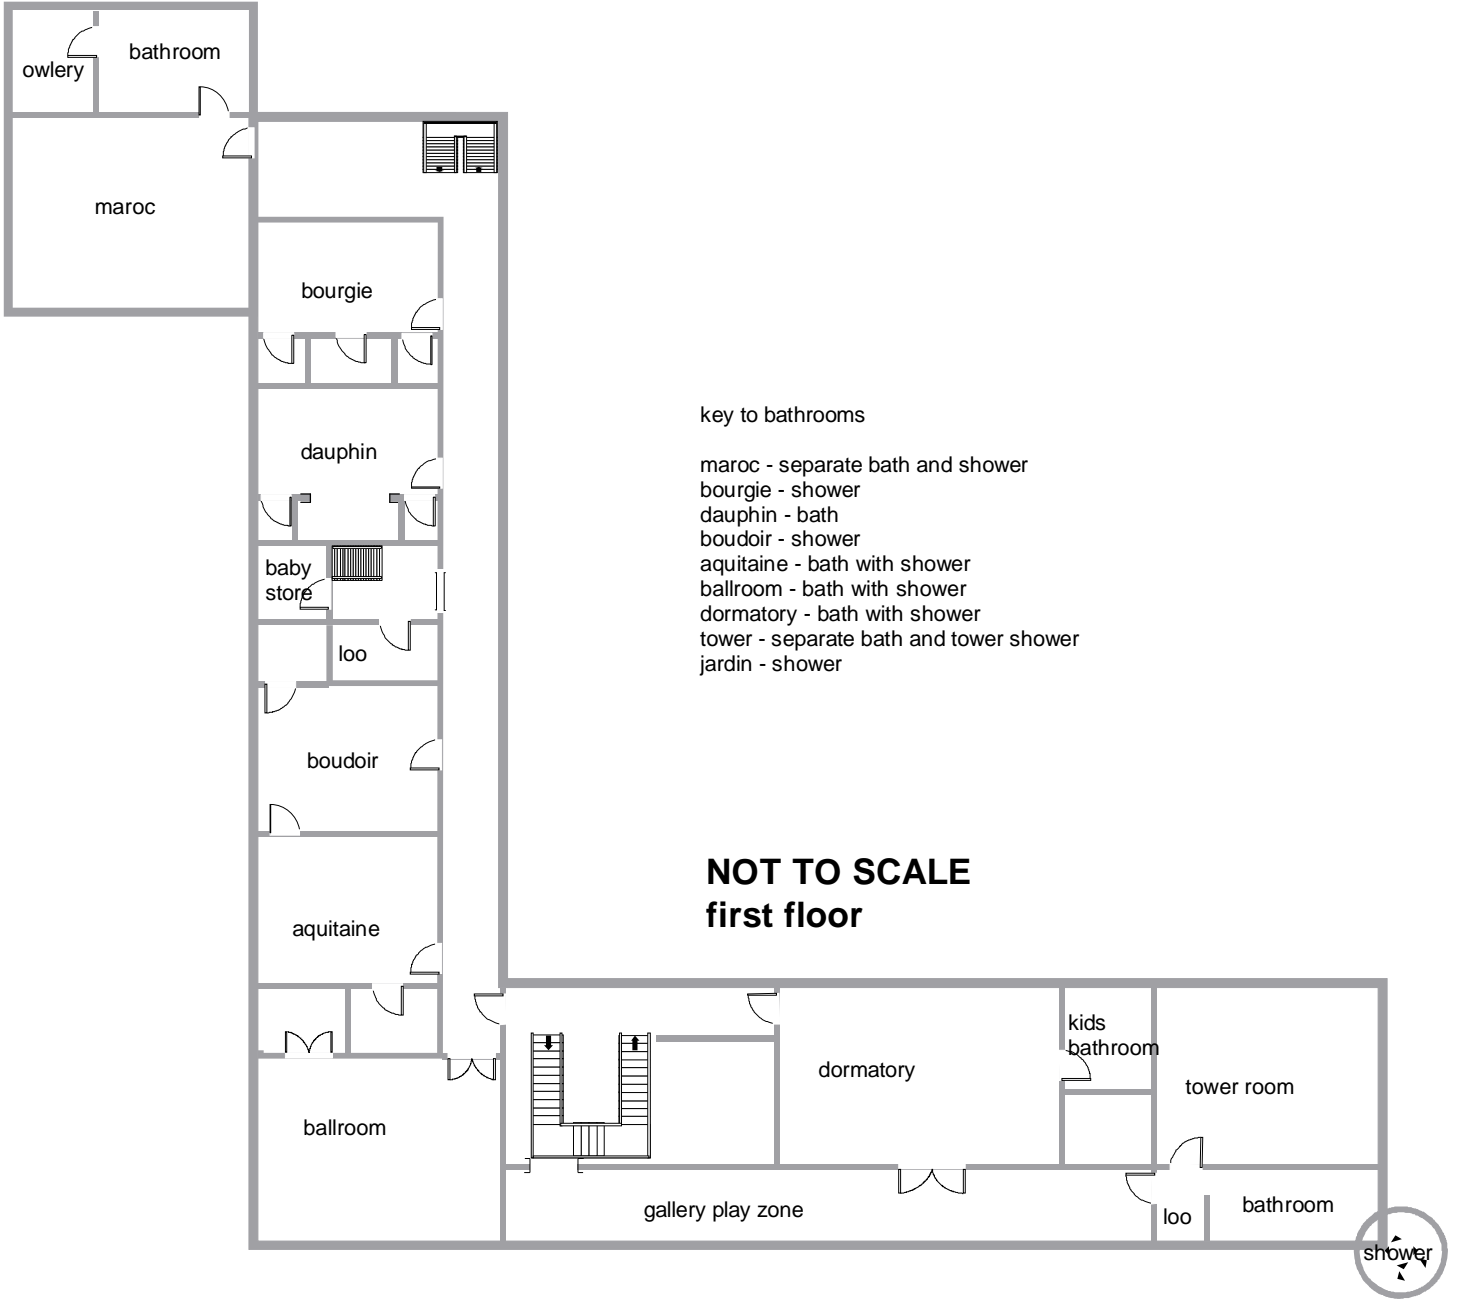 bathroom
owlery
maroc
bourgie
dauphin
baby
store
loo
boudoir
aquitaine
ballroom
key to bathrooms
maroc - separate bath and shower
bourgie - shower
dauphin - bath
boudoir - shower
aquitaine - bath with shower
ballroom - bath with shower
dormatory - bath with shower
tower - separate bath and tower shower
jardin - shower
NOT TO SCALE
first floor
kids
bathroom
dormatory
tower room
gallery play zone
loo
bathroom
shower